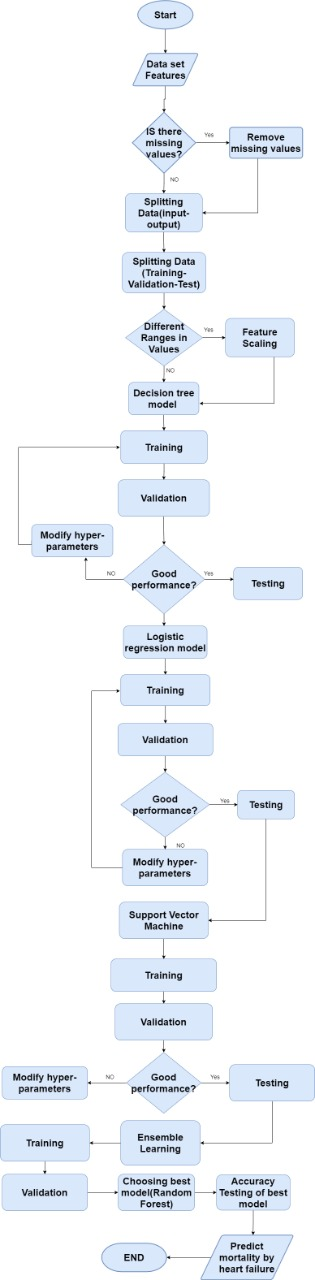 Start
Data set
Features
IS there
missing
values?
Yes
Remove
missing values
NO
Splitting
Data(input-
output)
Splitting Data
(Training-
Validation-Test)
Different
Ranges in
Values
Yes
Feature
Scaling
NO
Decision tree
model
Training
Validation
Modify hyper-
parameters
NO
Good
performance?
Yes
Testing
Logistic
regression model
Training
Validation
Good
performance?
Yes
Testing
NO
Modify hyper-
parameters
Support Vector
Machine
Training
Validation
Modify hyper-
parameters
NO
Good
performance?
Yes
Testing
Training
Ensemble
Learning
Validation
Choosing best
model(Random
Forest)
Accuracy
Testing of best
model
END
Predict
mortality by
heart failure